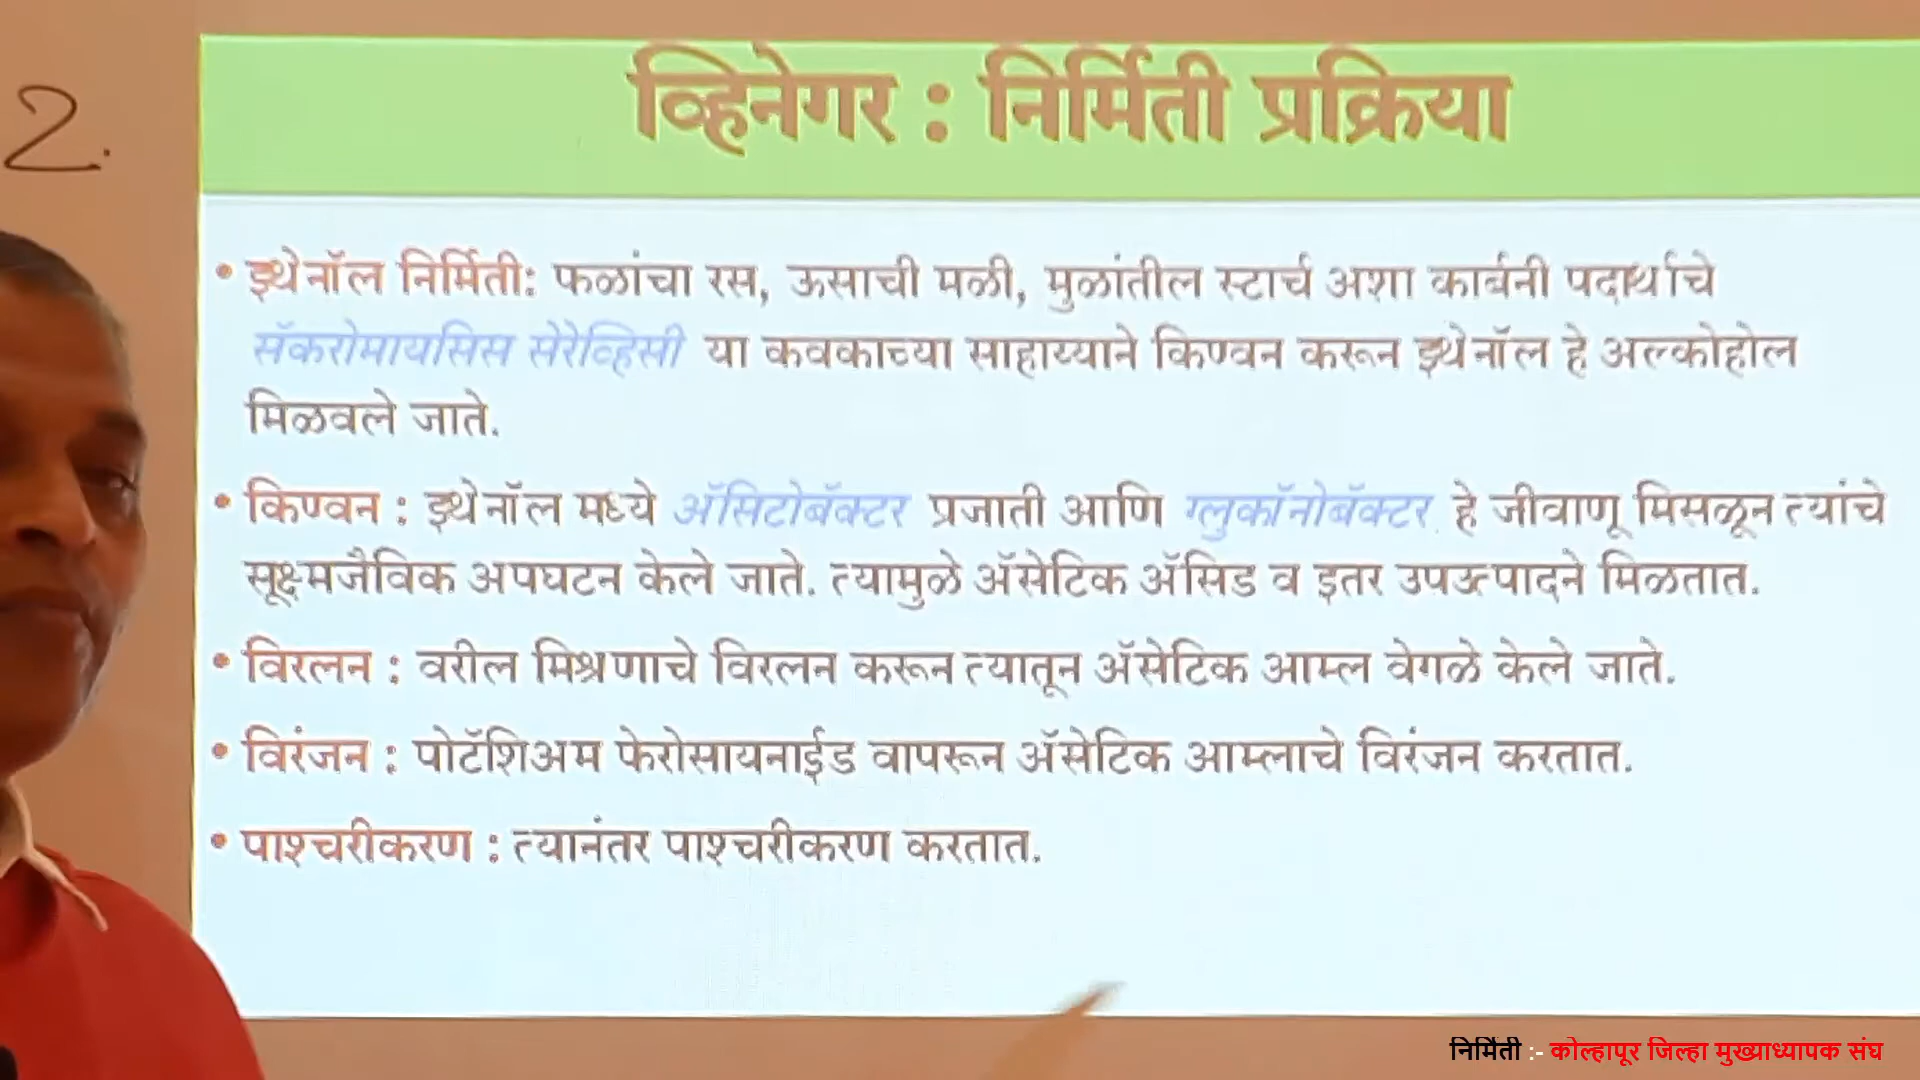 2.
व्हिनेगर : निर्मिती प्रक्रिया
• इथेनॉल निर्मिती: फळांचा रस, ऊसाची मळी, मुळांतील स्टार्च अशा कार्बनी पदार्थाचे
सॅकरोमायसिस सेरेव्हिसी या कवकाच्या साहाय्याने किण्वन करून इथेनॉल हे अल्कोहोल
मिळवले जाते.
• किण्वन : इथेनॉल मध्ये ॲसिटोबॅक्टर प्रजाती आणि ग्लुकॉनोबॅक्टर हे जीवाणू मिसळून त्यांचे
सूक्ष्मजैविक अपघटन केले जाते. त्यामुळे ॲसेटिक ॲसिड व इतर उपउत्पादने मिळतात.
• विरलन : वरील मिश्रणाचे विरलन करून त्यातून ॲसेटिक आम्ल वेगळे केले जाते.
• विरंजन : पोटॅशिअम फेरोसायनाईड वापरून ॲसेटिक आम्लाचे विरंजन करतात.
• पाश्चरीकरण : त्यानंतर पाश्चरीकरण करतात.
निर्मिती :- कोल्हापूर जिल्हा मुख्याध्यापक संघ